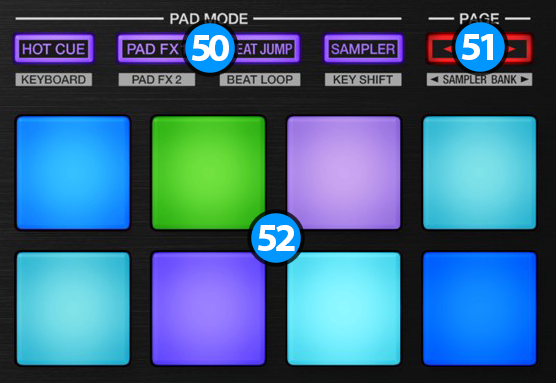 PAD MODE PAGE
HOT CUE PAD FX 50 BEAT JUMP SAMPLER 51
KEYBOARD PAD FX 2 BEAT LOOP KEY SHIFT SAMPLER BANK
52